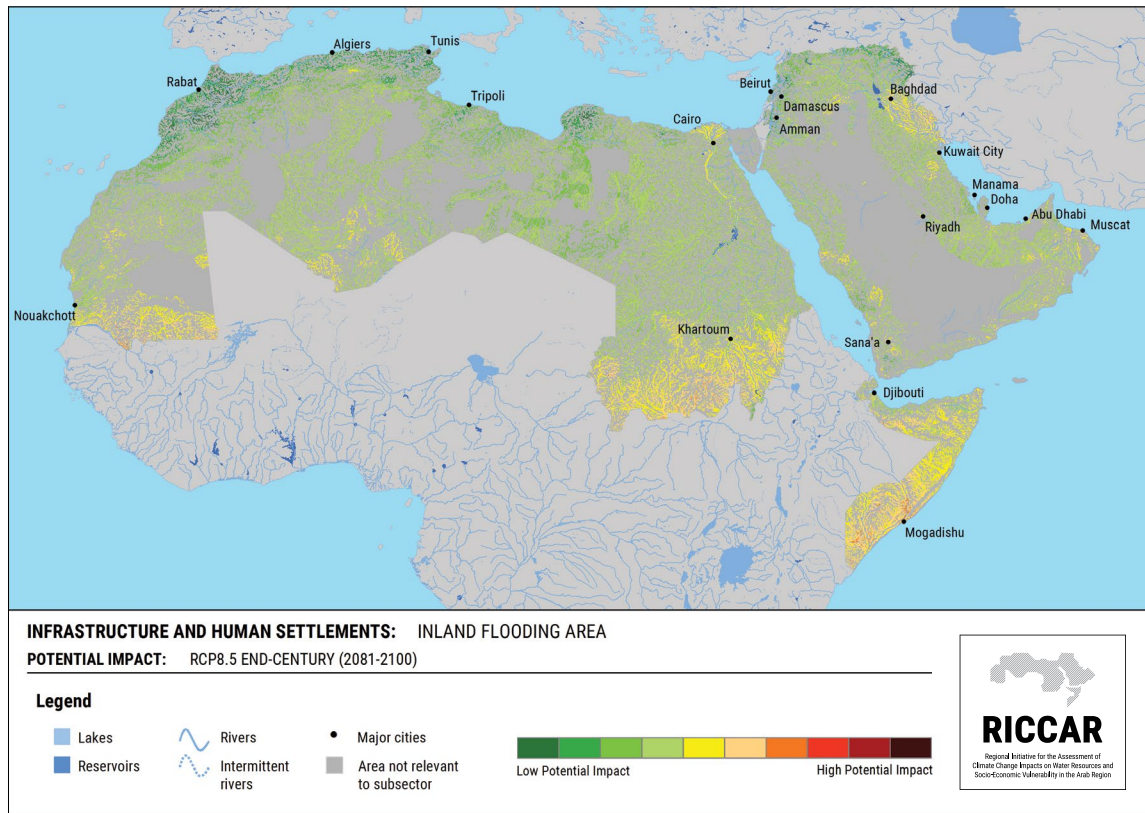 Algiers
Tunis
Rabat
Tripoli
Beirut
Baghdad
Damascus
Cairo
Amman
Kuwait City
Manama
Doha
Abu Dhabi
Riyadh
Muscat
Nouakchott
Khartoum
Sana'a
Djibouti
Mogadishu
INFRASTRUCTURE AND HUMAN SETTLEMENTS: INLAND FLOODING AREA
POTENTIAL IMPACT: RCP8.5 END-CENTURY (2081-2100)
Legend
Lakes
Reservoirs
Rivers
Intermittent
rivers
Major cities
Area not relevant
to subsector
Low Potential Impact
High Potential Impact
RICCAR
Regional Initiative for the Assessment of
Climate Change Impacts on Water Resources and
Socio-Economic Vulnerability in the Arab Region